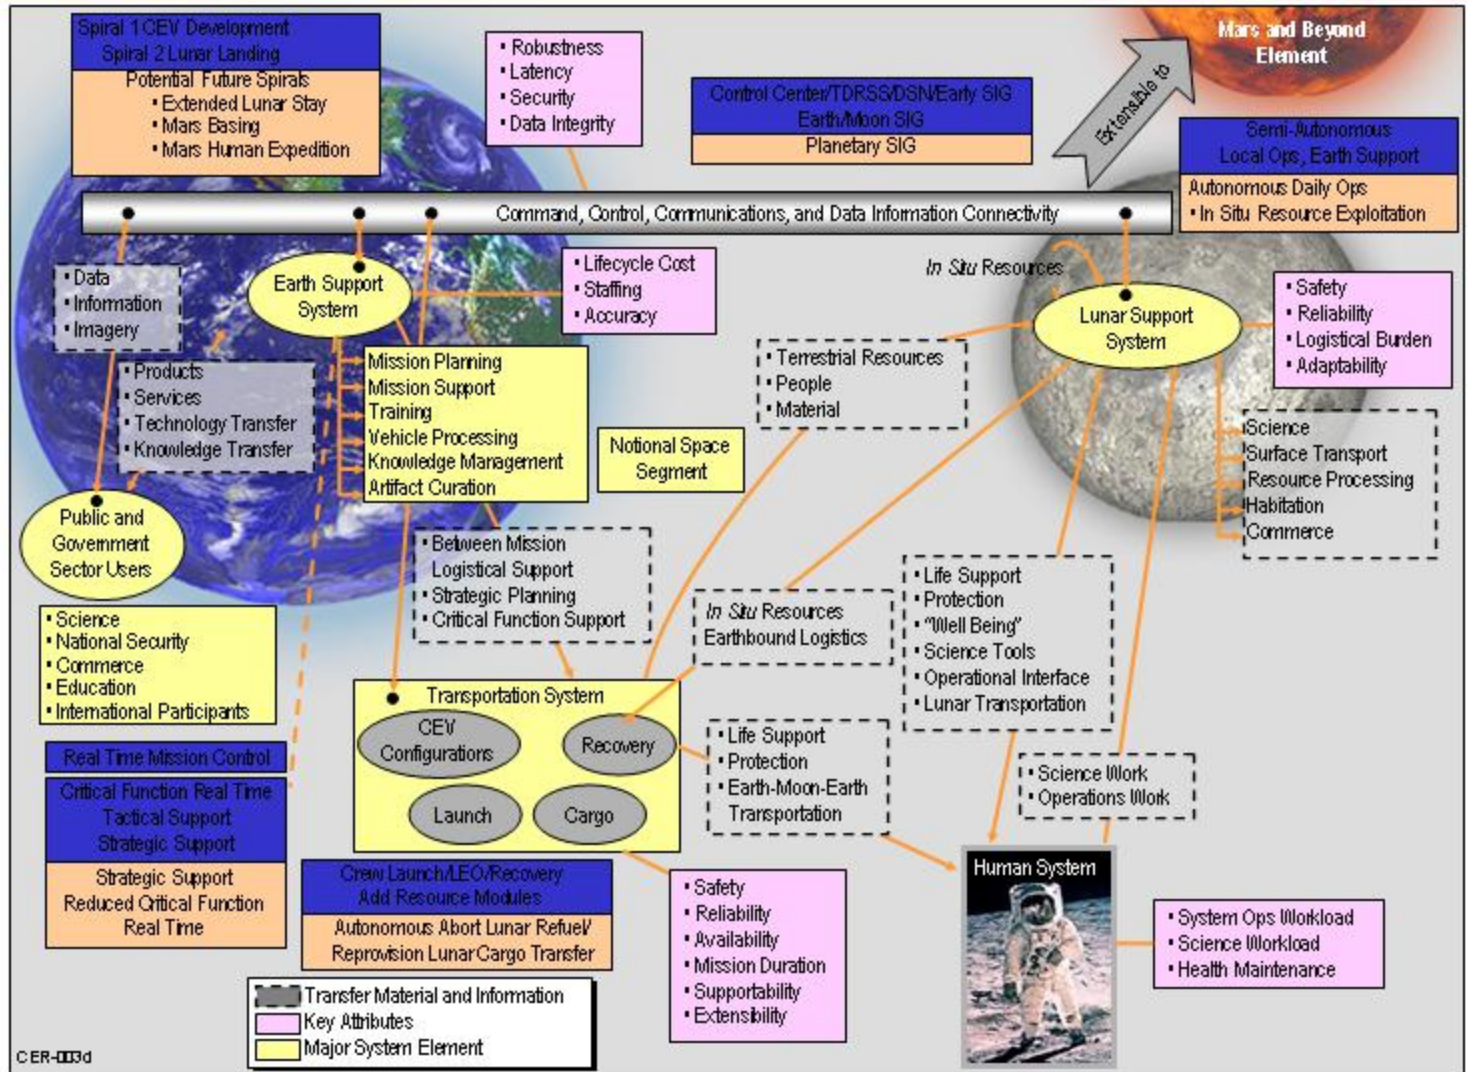 Spiral 1 CEV Development
Spiral 2 Lunar Landing
Potential Future Spirals
▪ Extended Lunar Stay
▪ Mars Basing
▪ Mars Human Expedition
▪ Robustness
▪ Latency
▪ Security
▪ Data Integrity
Control Center/TDRSS/DSN/Early SIG
Earth/Moon SIG
Planetary SIG
Extensible to
Mars and Beyond
Element
Semi-Autonomous
Local Ops, Earth Support
Autonomous Daily Ops
▪ In Situ Resource Exploitation
Command, Control, Communications, and Data Information Connectivity
▪ Data
▪ Information
▪ Imagery
Earth Support
System
▪ Lifecycle Cost
▪ Staffing
▪ Accuracy
In Situ Resources
Lunar Support
System
▪ Safety
▪ Reliability
▪ Logistical Burden
▪ Adaptability
▪ Products
▪ Services
▪ Technology Transfer
▪ Knowledge Transfer
Mission Planning
Mission Support
Training
Vehicle Processing
Knowledge Management
Artifact Curation
▪ Terrestrial Resources
▪ People
▪ Material
Notional Space
Segment
Science
Surface Transport
Resource Processing
Habitation
Commerce
Public and
Government
Sector Users
▪ Science
▪ National Security
▪ Commerce
▪ Education
▪ International Participants
▪ Between Mission
Logistical Support
▪ Strategic Planning
▪ Critical Function Support
In Situ Resources
Earthbound Logistics
▪ Life Support
▪ Protection
▪ "Well Being"
▪ Science Tools
▪ Operational Interface
▪ Lunar Transportation
Transportation System
CEV
Configurations
Recovery
Launch
Cargo
▪ Life Support
▪ Protection
▪ Earth-Moon-Earth
Transportation
▪ Science Work
▪ Operations Work
Real Time Mission Control
Critical Function Real Time
Tactical Support
Strategic Support
Strategic Support
Reduced Critical Function
Real Time
Crew Launch/LEO/Recovery
Add Resource Modules
Autonomous Abort Lunar Refuel/
Reprovision Lunar Cargo Transfer
▪ Safety
▪ Reliability
▪ Availability
▪ Mission Duration
▪ Supportability
▪ Extensibility
Human System
▪ System Ops Workload
▪ Science Workload
▪ Health Maintenance
Transfer Material and Information
Key Attributes
Major System Element
CER-003d